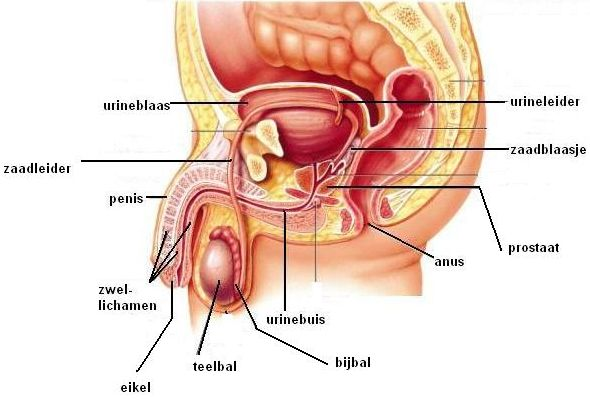 urineblaas
urineleider
zaadblaasje
zaadleider
penis
prostaat
anus
zwel-
lichamen
urinebuis
teelbal
bijbal
eikel